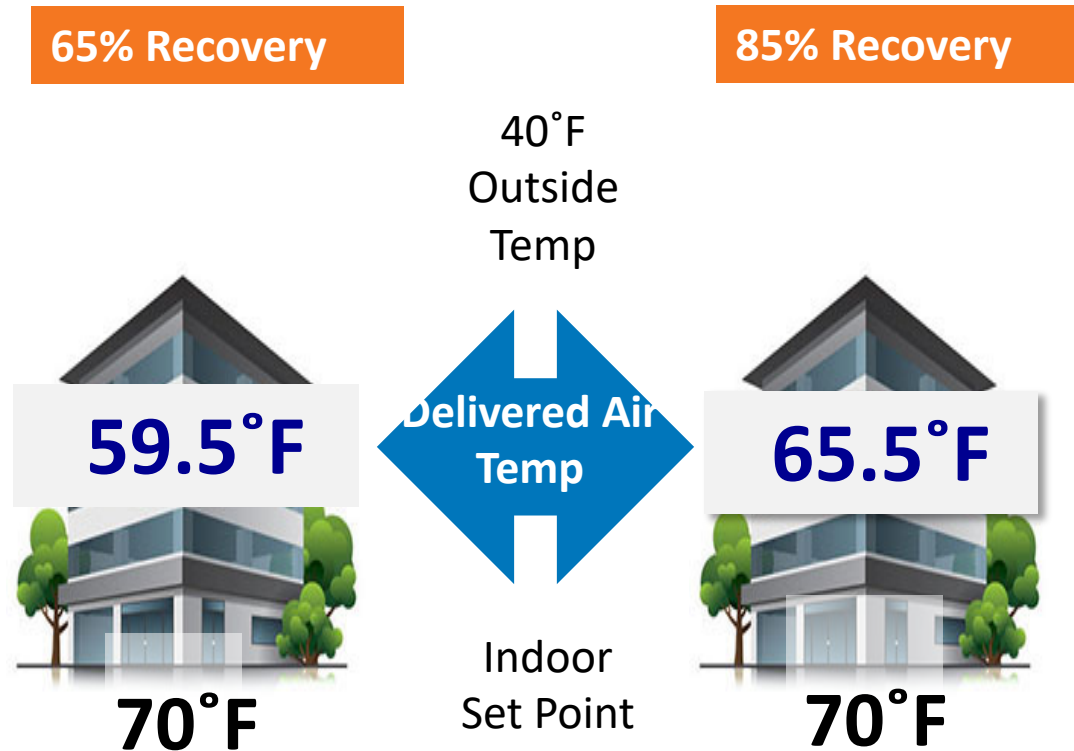 65% Recovery
85% Recovery
40˚F
Outside
Temp
59.5˚F
Delivered Air
Temp
65.5˚F
Indoor
Set Point
70˚F
70˚F